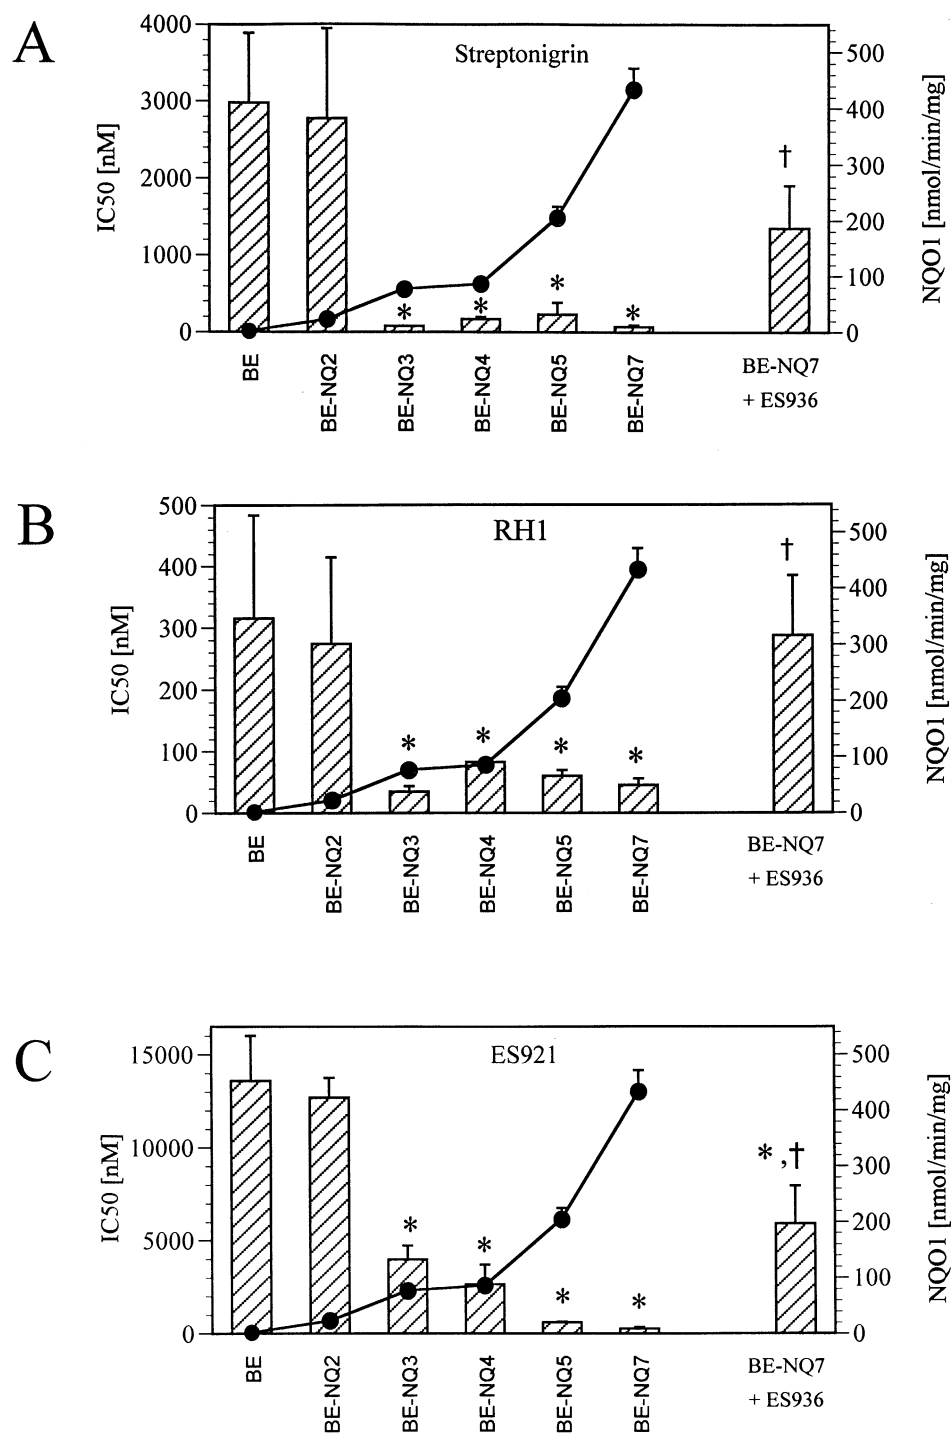 A
Streptonigrin
4000
3000
2000
1000
0
IC50 [nM]
500
400
300
200
100
0
NQO1 [nmol/min/mg]
†
* * * *
BE
BE-NQ2
BE-NQ3
BE-NQ4
BE-NQ5
BE-NQ7
BE-NQ7
+ ES936
B
RH1
500
400
300
200
100
0
IC50 [nM]
500
400
300
200
100
0
NQO1 [nmol/min/mg]
†
* * * *
BE
BE-NQ2
BE-NQ3
BE-NQ4
BE-NQ5
BE-NQ7
BE-NQ7
+ ES936
C
ES921
15000
10000
5000
0
IC50 [nM]
500
400
300
200
100
0
NQO1 [nmol/min/mg]
* ,†
* * * *
BE
BE-NQ2
BE-NQ3
BE-NQ4
BE-NQ5
BE-NQ7
BE-NQ7
+ ES936